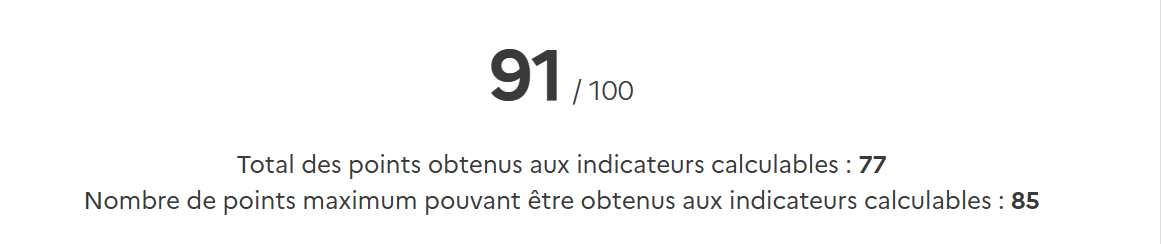 91 / 100
Total des points obtenus aux indicateurs calculables : 77
Nombre de points maximum pouvant être obtenus aux indicateurs calculables : 85